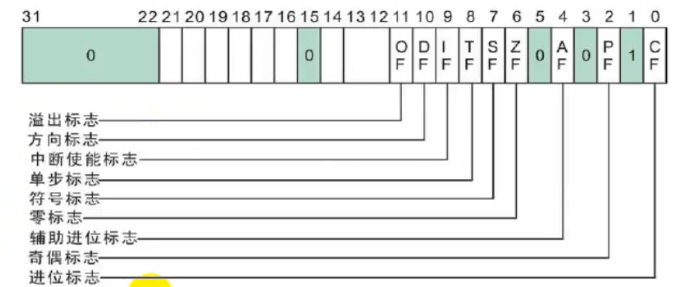 31 22 21 20 19 18 17 16 15 14 13 12 11 10 9 8 7 6 5 4 3 2 1 0
0 0 OF DF IF TF SF ZF 0 AF 0 PF 1 CF
溢出标志
方向标志
中断使能标志
单步标志
符号标志
零标志
辅助进位标志
奇偶标志
进位标志